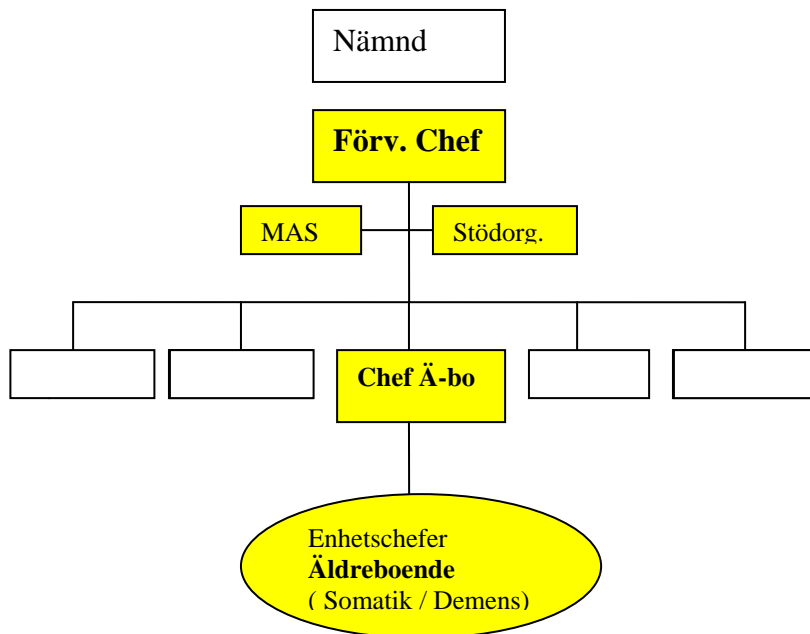 Nämnd
Förv. Chef
MAS
Stödorg.
Chef Ä-bo
Enhetschefer
Äldreboende
( Somatik / Demens)